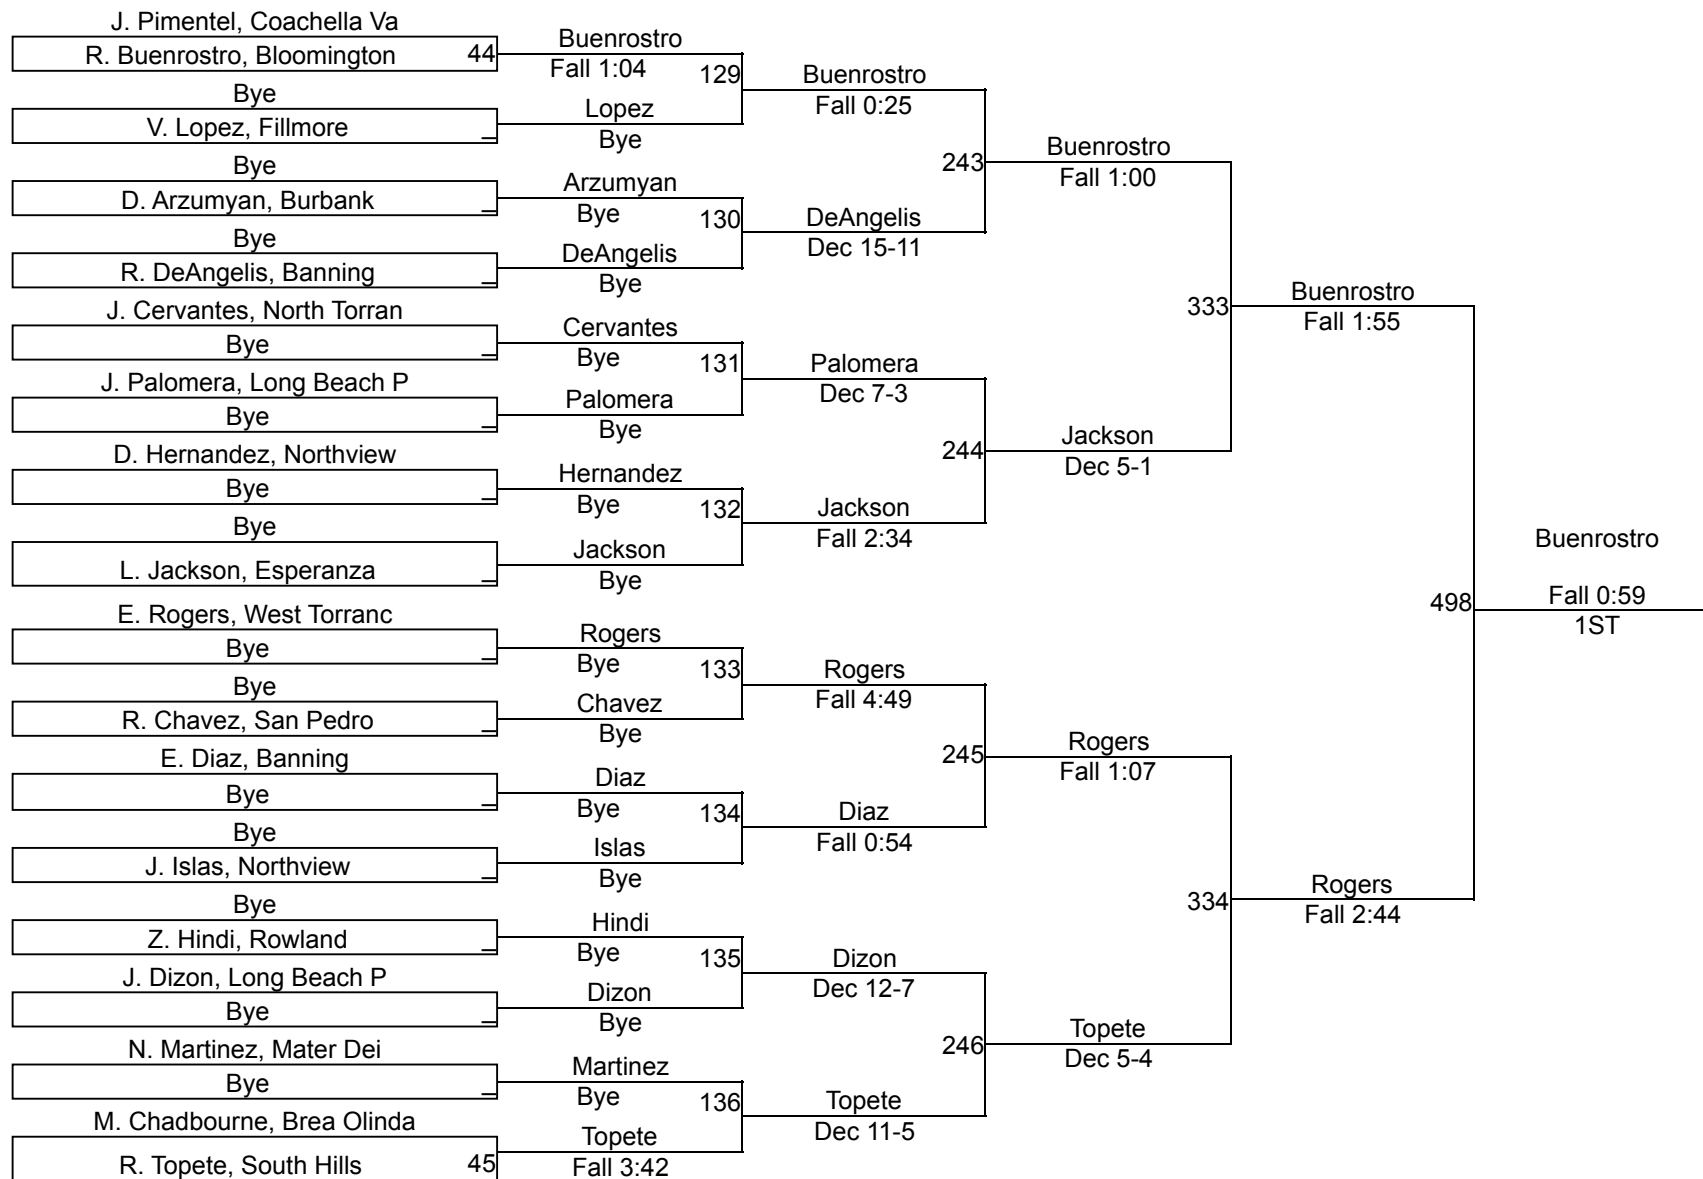 J. Pimentel, Coachella Va
R. Buenrostro, Bloomington 44
Bye
V. Lopez, Fillmore _
Bye
D. Arzumyan, Burbank _
Bye
R. DeAngelis, Banning _
J. Cervantes, North Torran
Bye _
J. Palomera, Long Beach P
Bye _
D. Hernandez, Northview
Bye _
Bye
L. Jackson, Esperanza _
E. Rogers, West Torranc
Bye _
Bye
R. Chavez, San Pedro _
E. Diaz, Banning
Bye _
Bye
J. Islas, Northview _
Bye
Z. Hindi, Rowland _
J. Dizon, Long Beach P
Bye _
N. Martinez, Mater Dei
Bye _
M. Chadbourne, Brea Olinda
R. Topete, South Hills 45
Buenrostro
Fall 1:04
129
Lopez
Bye
Arzumyan
Bye
130
DeAngelis
Bye
Cervantes
Bye
131
Palomera
Bye
Hernandez
Bye
132
Jackson
Bye
Rogers
Bye
133
Chavez
Bye
Diaz
Bye
134
Islas
Bye
Hindi
Bye
135
Dizon
Bye
Martinez
Bye
136
Topete
Fall 3:42
Buenrostro
Fall 0:25
243
DeAngelis
Dec 15-11
Palomera
Dec 7-3
244
Jackson
Fall 2:34
Rogers
Fall 4:49
245
Diaz
Fall 0:54
Dizon
Dec 12-7
246
Topete
Dec 11-5
Buenrostro
Fall 1:00
333
Jackson
Dec 5-1
Rogers
Fall 1:07
334
Topete
Dec 5-4
Buenrostro
Fall 1:55
498
Rogers
Fall 2:44
Buenrostro
Fall 0:59
1ST